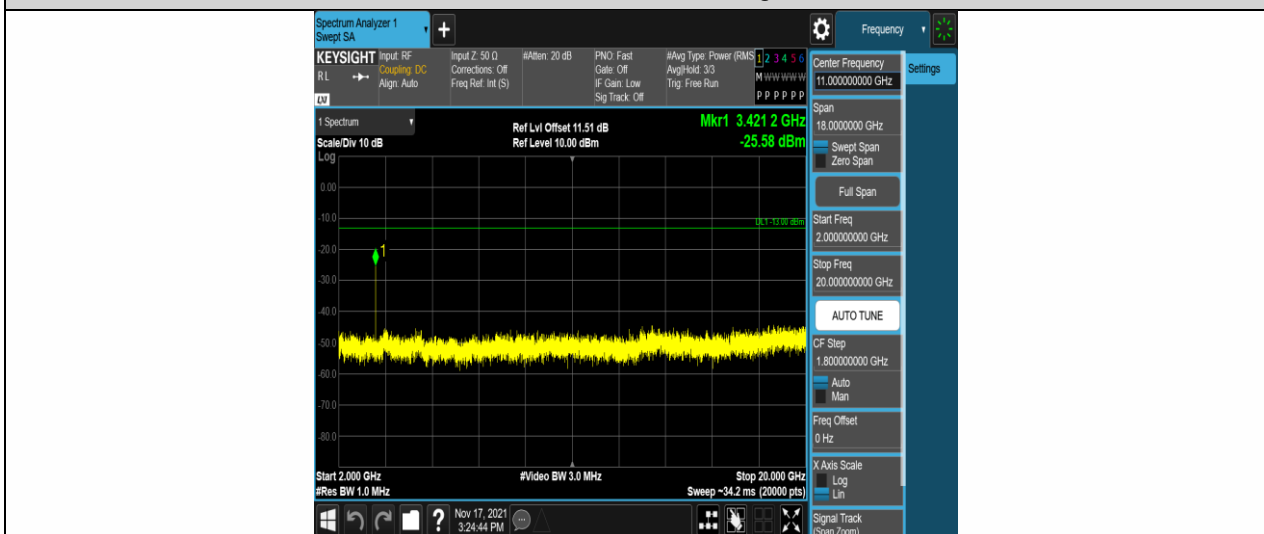 Spectrum Analyzer 1
Swept SA
+
Frequency
KEYSIGHT
RL
LXI
Input: RF
Coupling: DC
Align: Auto
Input Z: 50 Ω
Corrections: Off
Freq Ref: Int (S)
#Atten: 20 dB
PNO: Fast
Gate: Off
IF Gain: Low
Sig Track: Off
#Avg Type: Power (RMS
Avg|Hold: 3/3
Trig: Free Run
1 2 3 4 5 6
M W W W W W
P P P P P P
1 Spectrum
Scale/Div 10 dB
Log
Ref Lvl Offset 11.51 dB
Ref Level 10.00 dBm
Mkr1 3.421 2 GHz
-25.58 dBm
0.00
-10.0
DL1 -13.00 dBm
-20.0
1
-30.0
-40.0
-50.0
-60.0
-70.0
-80.0
Start 2.000 GHz
#Res BW 1.0 MHz
#Video BW 3.0 MHz
Stop 20.000 GHz
Sweep ~34.2 ms (20000 pts)
?
Nov 17, 2021
3:24:44 PM
Center Frequency
11.000000000 GHz
Settings
Span
18.0000000 GHz
Swept Span
Zero Span
Full Span
Start Freq
2.000000000 GHz
Stop Freq
20.000000000 GHz
AUTO TUNE
CF Step
1.800000000 GHz
Auto
Man
Freq Offset
0 Hz
X Axis Scale
Log
Lin
Signal Track
(Span Zoom)